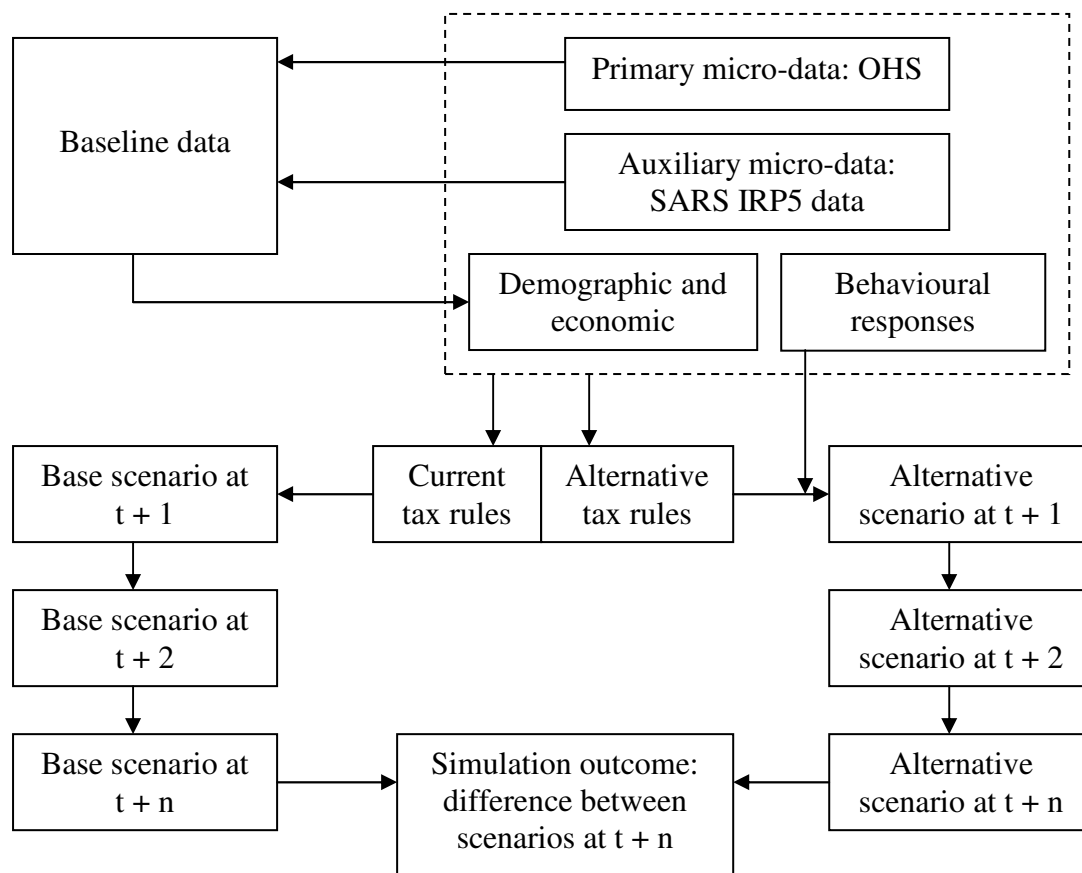 Primary micro-data: OHS
Baseline data
Auxiliary micro-data:
SARS IRP5 data
Demographic and
economic
Behavioural
responses
Base scenario at
t + 1
Current
tax rules
Alternative
tax rules
Alternative
scenario at t + 1
Base scenario at
t + 2
Alternative
scenario at t + 2
Base scenario at
t + n
Simulation outcome:
difference between
scenarios at t + n
Alternative
scenario at t + n